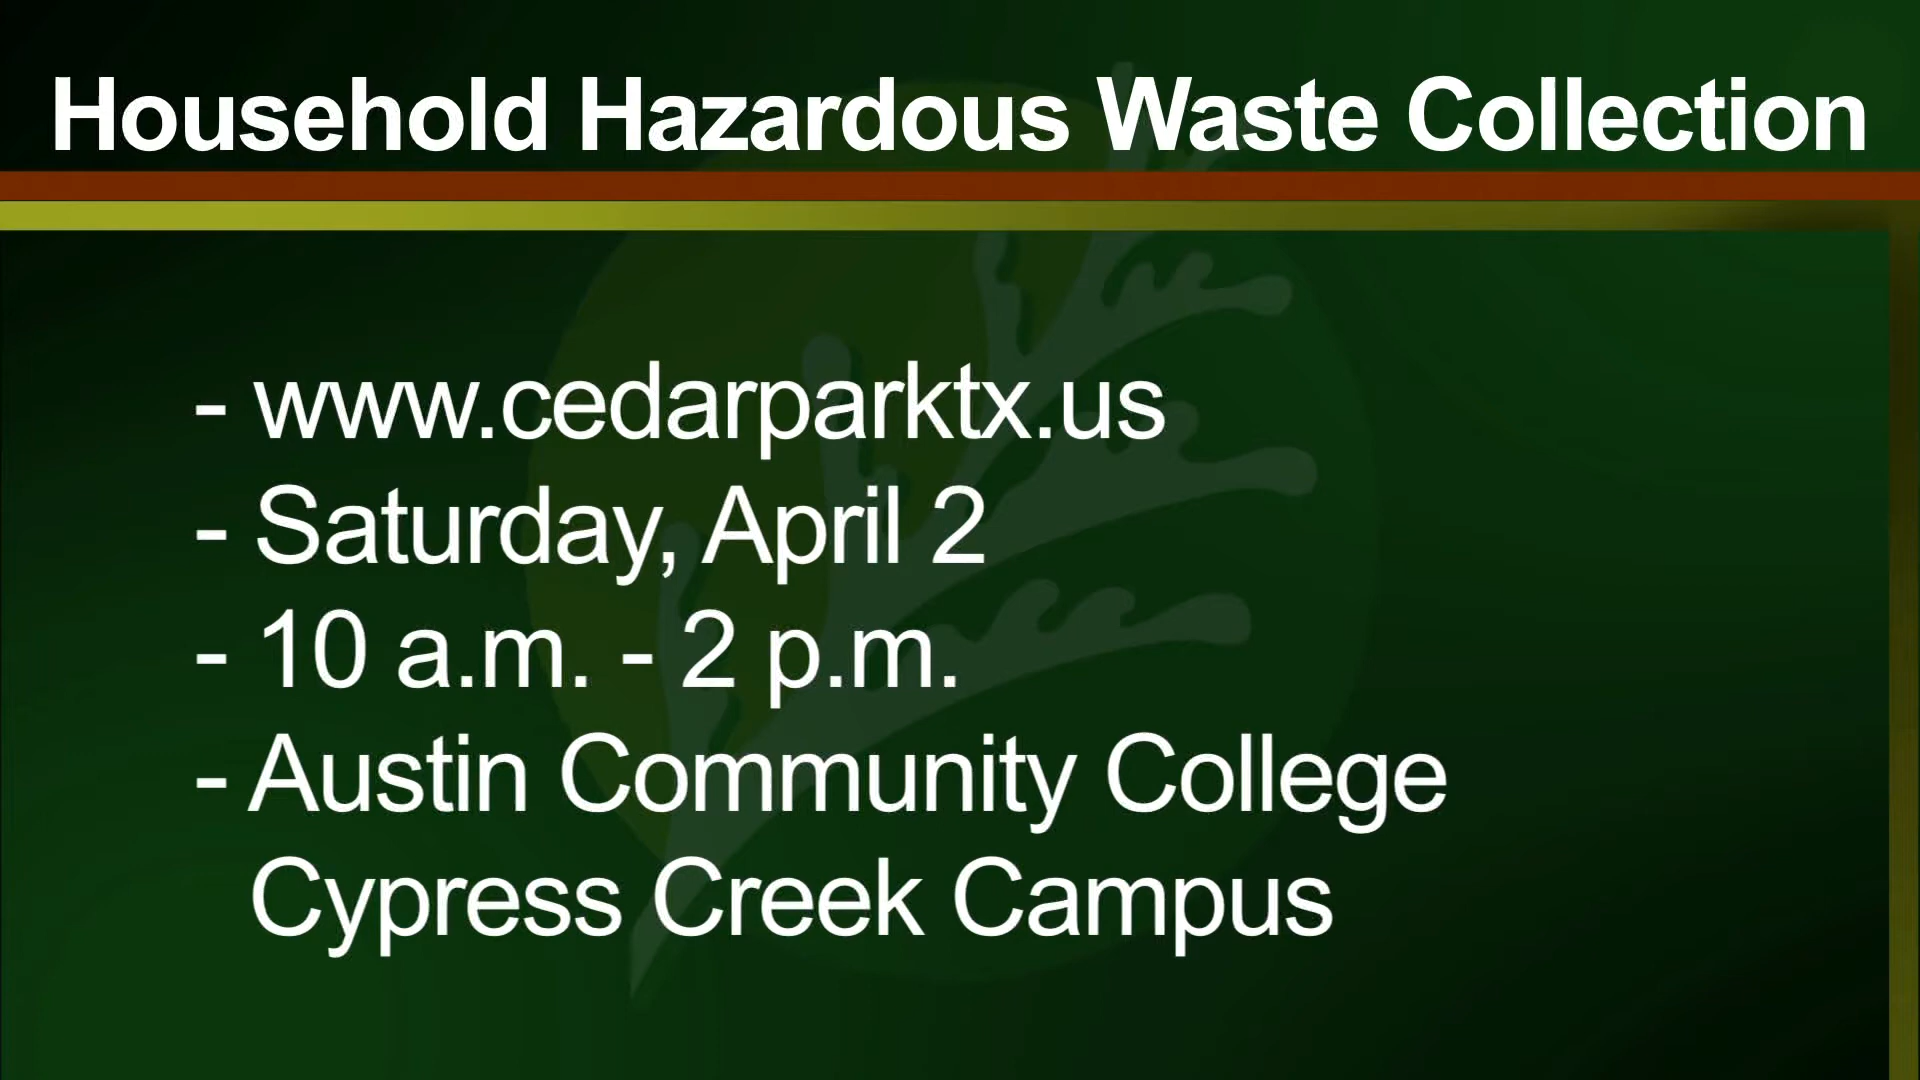 Household Hazardous Waste Collection
- www.cedarparktx.us
- Saturday, April 2
- 10 a.m. - 2 p.m.
- Austin Community College
Cypress Creek Campus